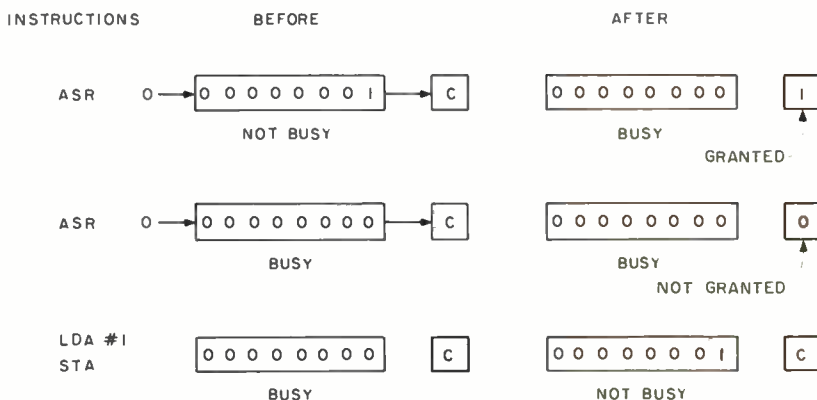 INSTRUCTIONS BEFORE AFTER
ASR 0 0 0 0 0 0 0 0 1 C 0 0 0 0 0 0 0 0 1
NOT BUSY BUSY
GRANTED
ASR 0 0 0 0 0 0 0 0 0 C 0 0 0 0 0 0 0 0 0
BUSY BUSY
NOT GRANTED
LDA #1
STA 0 0 0 0 0 0 0 0 C 0 0 0 0 0 0 0 1 C
BUSY NOT BUSY